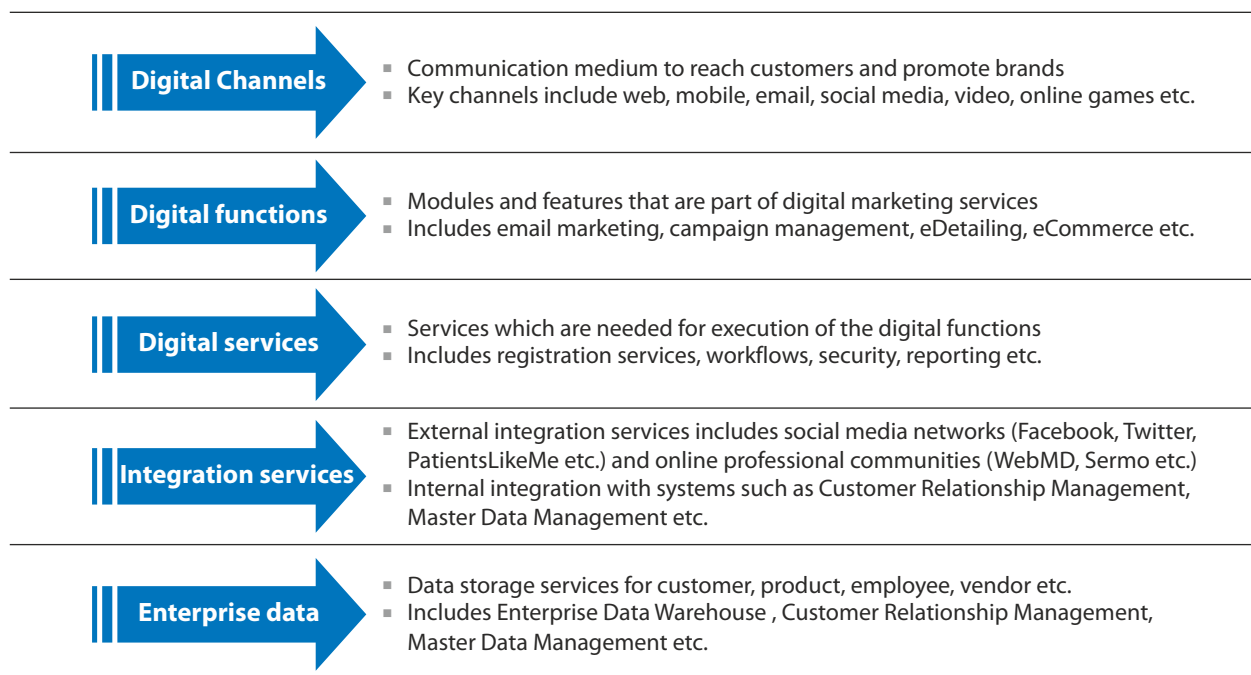 Digital Channels
▪ Communication medium to reach customers and promote brands
▪ Key channels include web, mobile, email, social media, video, online games etc.
Digital functions
▪ Modules and features that are part of digital marketing services
▪ Includes email marketing, campaign management, eDetailing, eCommerce etc.
Digital services
▪ Services which are needed for execution of the digital functions
▪ Includes registration services, workflows, security, reporting etc.
Integration services
▪ External integration services includes social media networks (Facebook, Twitter,
PatientsLikeMe etc.) and online professional communities (WebMD, Sermo etc.)
▪ Internal integration with systems such as Customer Relationship Management,
Master Data Management etc.
Enterprise data
▪ Data storage services for customer, product, employee, vendor etc.
▪ Includes Enterprise Data Warehouse , Customer Relationship Management,
Master Data Management etc.